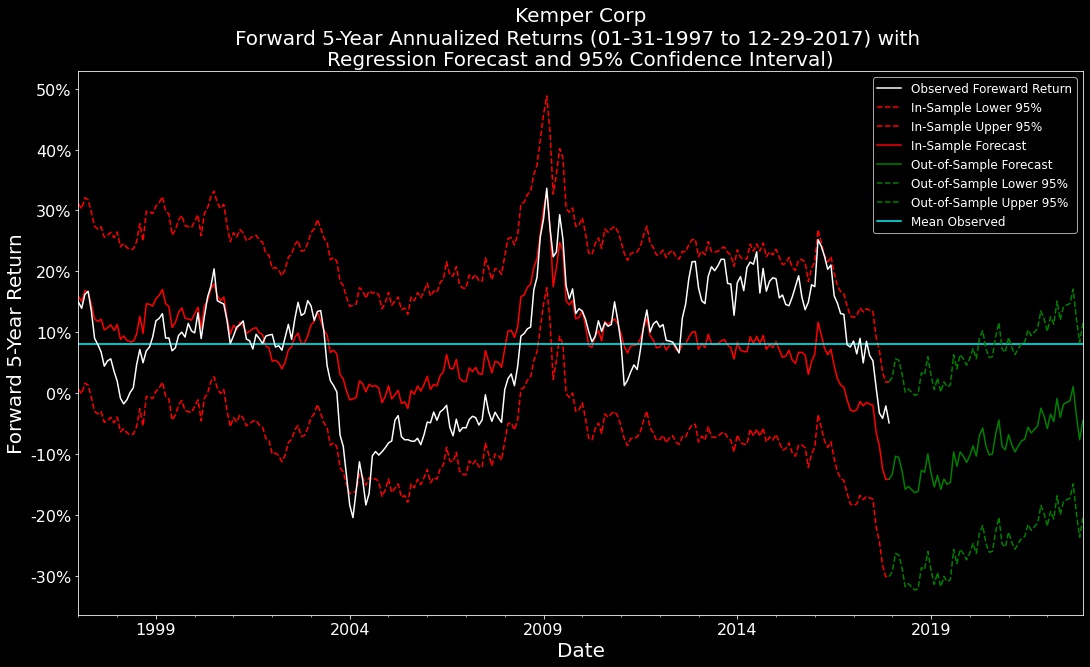 Kemper Corp
Forward 5-Year Annualized Returns (01-31-1997 to 12-29-2017) with
Regression Forecast and 95% Confidence Interval)
Forward 5-Year Return
50%
40%
30%
20%
10%
0%
-10%
-20%
-30%
Observed Foreward Return
In-Sample Lower 95%
In-Sample Upper 95%
In-Sample Forecast
Out-of-Sample Forecast
Out-of-Sample Lower 95%
Out-of-Sample Upper 95%
Mean Observed
1999
2004
2009
2014
2019
Date